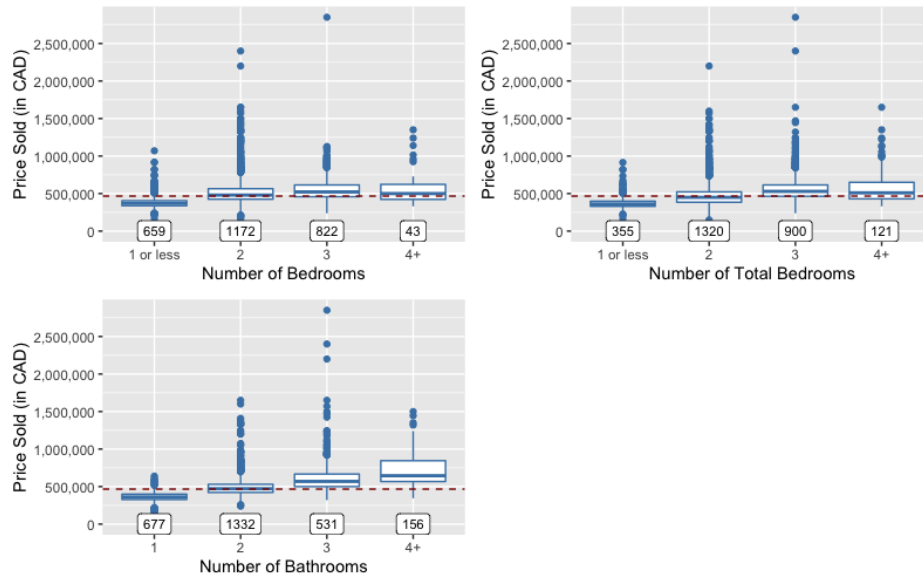 Price Sold (in CAD)
2,500,000
2,000,000
1,500,000
1,000,000
500,000
0
659 1172 822 43
1 or less 2 3 4+
Number of Bedrooms
Price Sold (in CAD)
2,500,000
2,000,000
1,500,000
1,000,000
500,000
0
355 1320 900 121
1 or less 2 3 4+
Number of Total Bedrooms
Price Sold (in CAD)
2,500,000
2,000,000
1,500,000
1,000,000
500,000
0
677 1332 531 156
1 2 3 4+
Number of Bathrooms